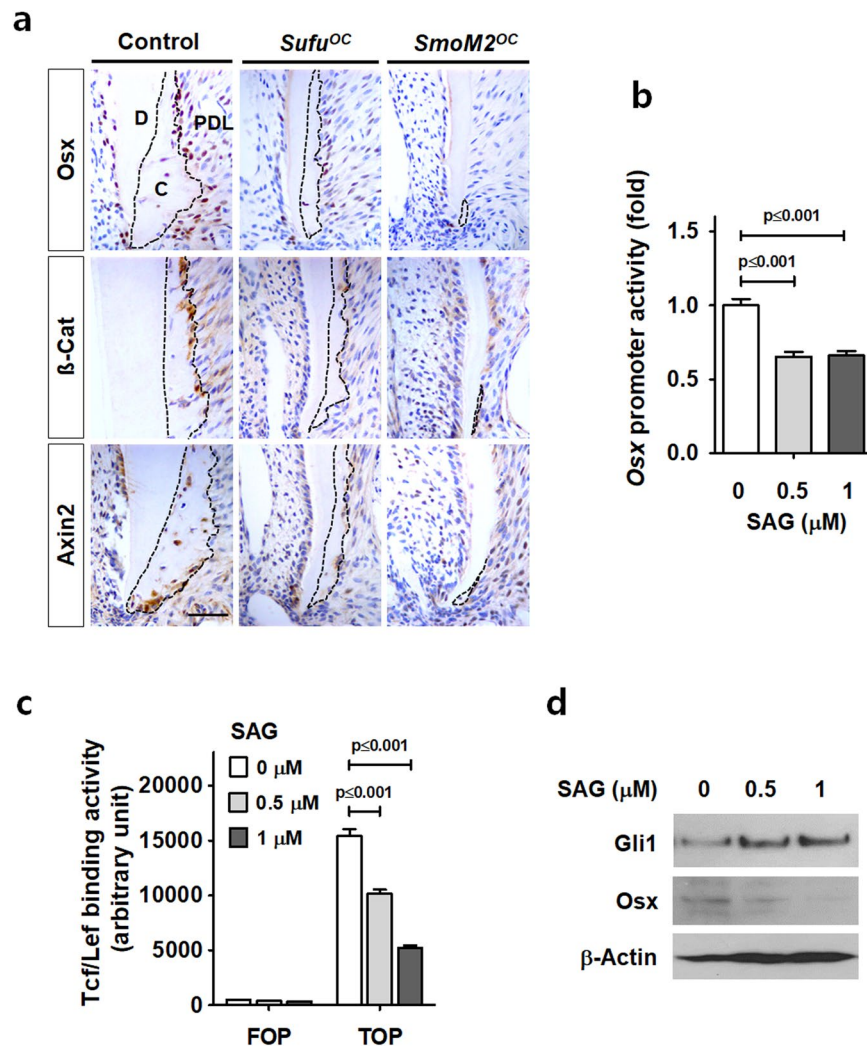 a
Control
Sufu^OC
SmoM2^OC
Osx
D
PDL
C
ß-Cat
Axin2
b
Osx promoter activity (fold)
1.5
1.0
0.5
0.0
p≤0.001
p≤0.001
0 0.5 1
SAG (μM)
c
SAG
0 μM
0.5 μM
1 μM
Tcf/Lef binding activity
(arbitrary unit)
20000
15000
10000
5000
0
p≤0.001
p≤0.001
FOP TOP
d
SAG (μM) 0 0.5 1
Gli1
Osx
β-Actin